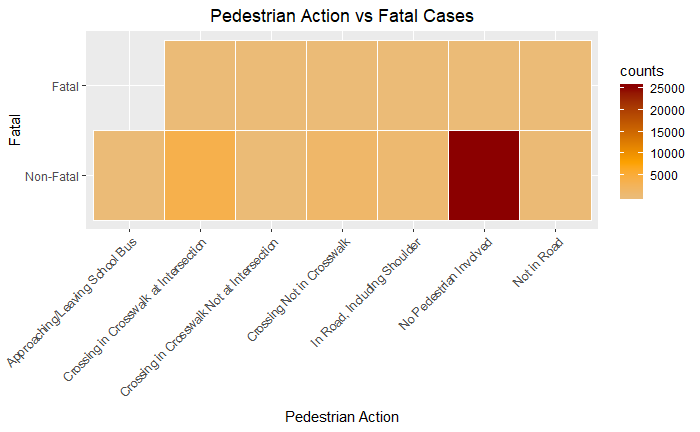 Pedestrian Action vs Fatal Cases
Fatal
Fatal
Non-Fatal
Approaching/Leaving School Bus
Crossing in Crosswalk at Intersection
Crossing in Crosswalk Not at Intersection
Crossing Not in Crosswalk
In Road, Including Shoulder
No Pedestrian Involved
Not in Road
Pedestrian Action
counts
25000
20000
15000
10000
5000